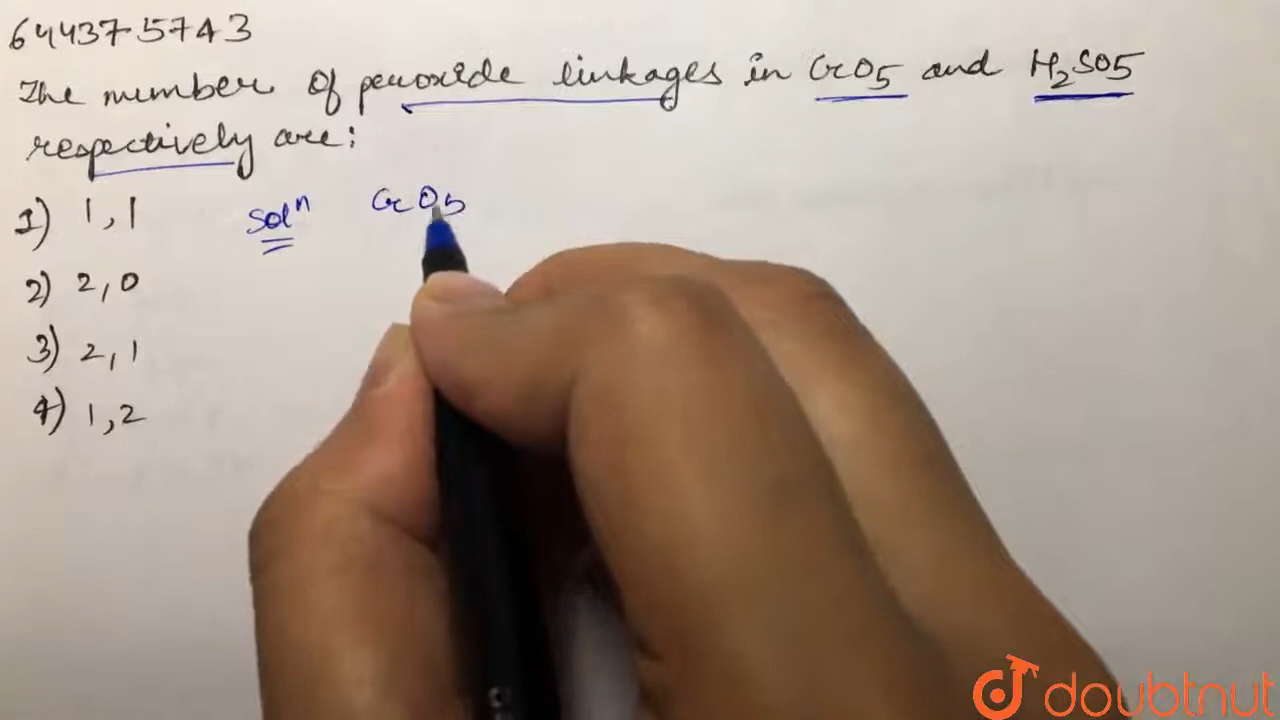 644375743
The number of peroxide linkages in CrO5 and H2SO5
respectively are:
1) 1,1
Solⁿ CrO5
2) 2,0
3) 2,1
4) 1,2
doubtnut